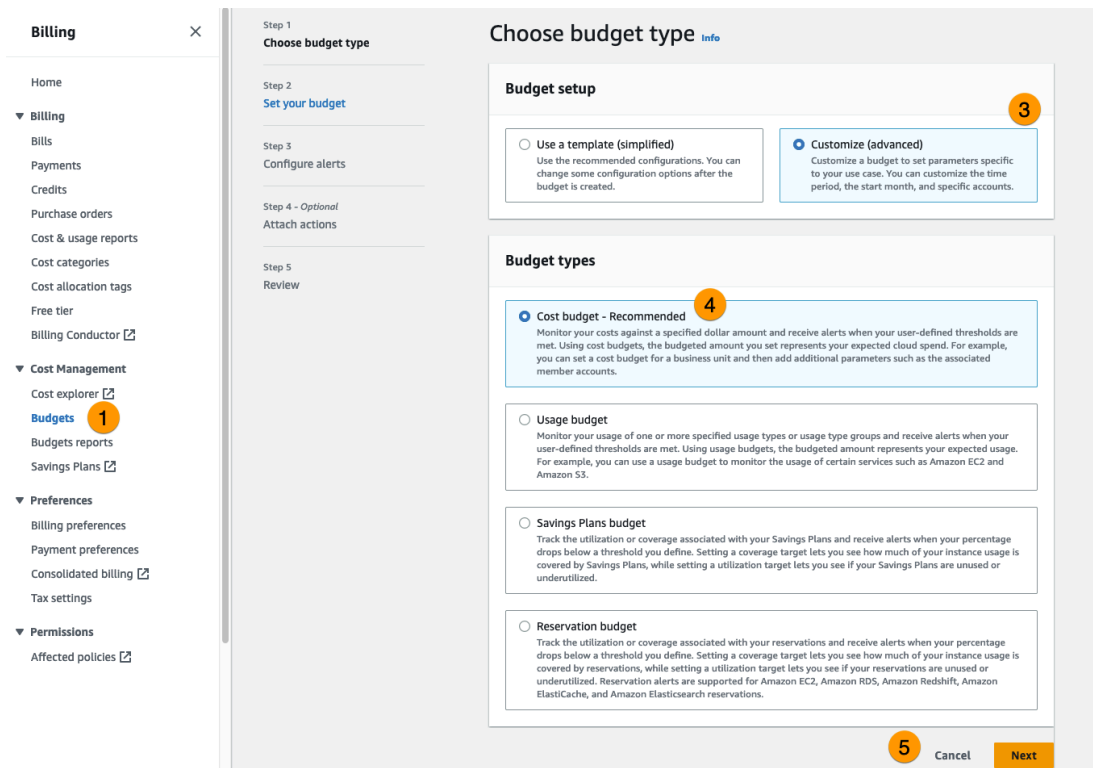 Billing
Home
Billing
Bills
Payments
Credits
Purchase orders
Cost & usage reports
Cost categories
Cost allocation tags
Free tier
Billing Conductor
Cost Management
Cost explorer
Budgets 1
Budgets reports
Savings Plans
Preferences
Billing preferences
Payment preferences
Consolidated billing
Tax settings
Permissions
Affected policies
Step 1
Choose budget type
Step 2
Set your budget
Step 3
Configure alerts
Step 4 - Optional
Attach actions
Step 5
Review
Choose budget type Info
Budget setup
3
Use a template (simplified)
Use the recommended configurations. You can
change some configuration options after the
budget is created.
Customize (advanced)
Customize a budget to set parameters specific
to your use case. You can customize the time
period, the start month, and specific accounts.
Budget types
4
Cost budget - Recommended
Monitor your costs against a specified dollar amount and receive alerts when your user-defined thresholds are
met. Using cost budgets, the budgeted amount you set represents your expected cloud spend. For example,
you can set a cost budget for a business unit and then add additional parameters such as the associated
member accounts.
Usage budget
Monitor your usage of one or more specified usage types or usage type groups and receive alerts when your
user-defined thresholds are met. Using usage budgets, the budgeted amount represents your expected usage.
For example, you can use a usage budget to monitor the usage of certain services such as Amazon EC2 and
Amazon S3.
Savings Plans budget
Track the utilization or coverage associated with your Savings Plans and receive alerts when your percentage
drops below a threshold you define. Setting a coverage target lets you see how much of your instance usage is
covered by Savings Plans, while setting a utilization target lets you see if your Savings Plans are unused or
underutilized.
Reservation budget
Track the utilization or coverage associated with your reservations and receive alerts when your percentage
drops below a threshold you define. Setting a coverage target lets you see how much of your instance usage is
covered by reservations, while setting a utilization target lets you see if your reservations are unused or
underutilized. Reservation alerts are supported for Amazon EC2, Amazon RDS, Amazon Redshift, Amazon
ElastiCache, and Amazon Elasticsearch reservations.
5
Cancel
Next